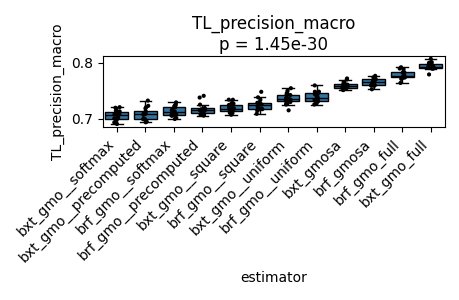 TL_precision_macro
p = 1.45e-30
TL_precision_macro
0.8
0.7
bxt_gmo__softmax
bxt_gmo__precomputed
brf_gmo__softmax
brf_gmo__precomputed
bxt_gmo__square
brf_gmo__square
bxt_gmo__uniform
brf_gmo__uniform
bxt_gmosa
brf_gmosa
brf_gmo_full
bxt_gmo_full
estimator